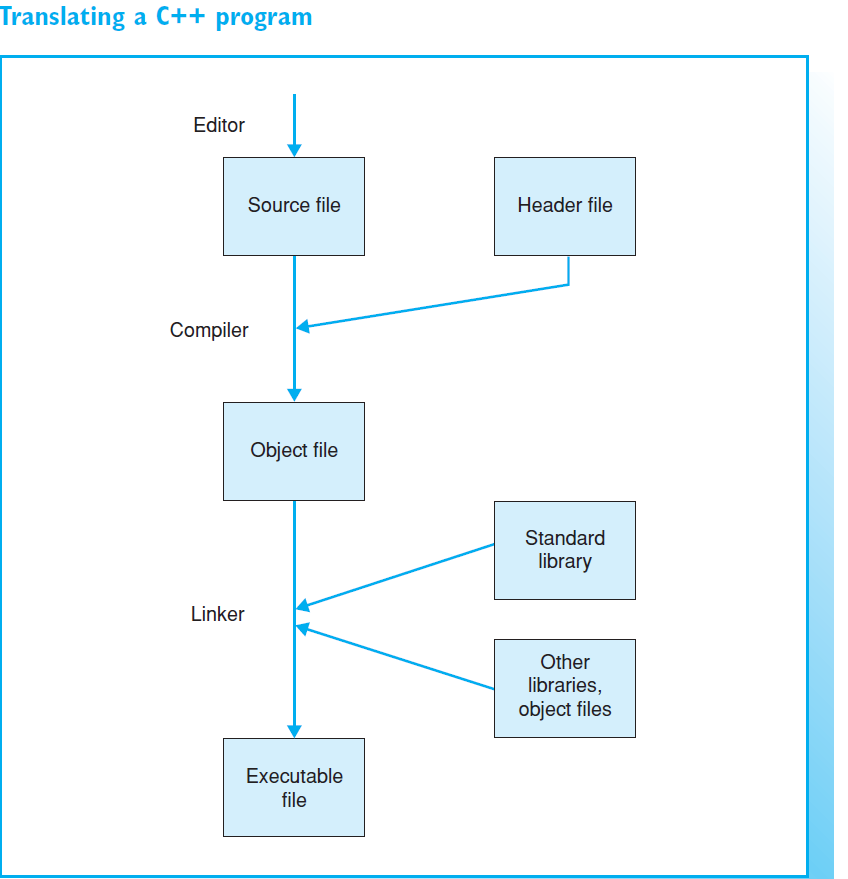 Translating a C++ program
Editor
Source file
Header file
Compiler
Object file
Standard
library
Linker
Other
libraries,
object files
Executable
file